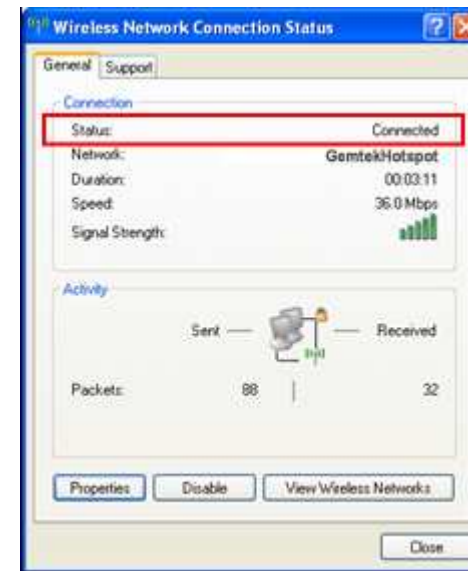 Wireless Network Connection Status
General Support
Connection
Status: Connected
Network: GemtekHotspot
Duration: 00:03:11
Speed: 36.0 Mbps
Signal Strength:
Activity
Sent — — Received
Packets: 88 | 32
Properties Disable View Wireless Networks
Close